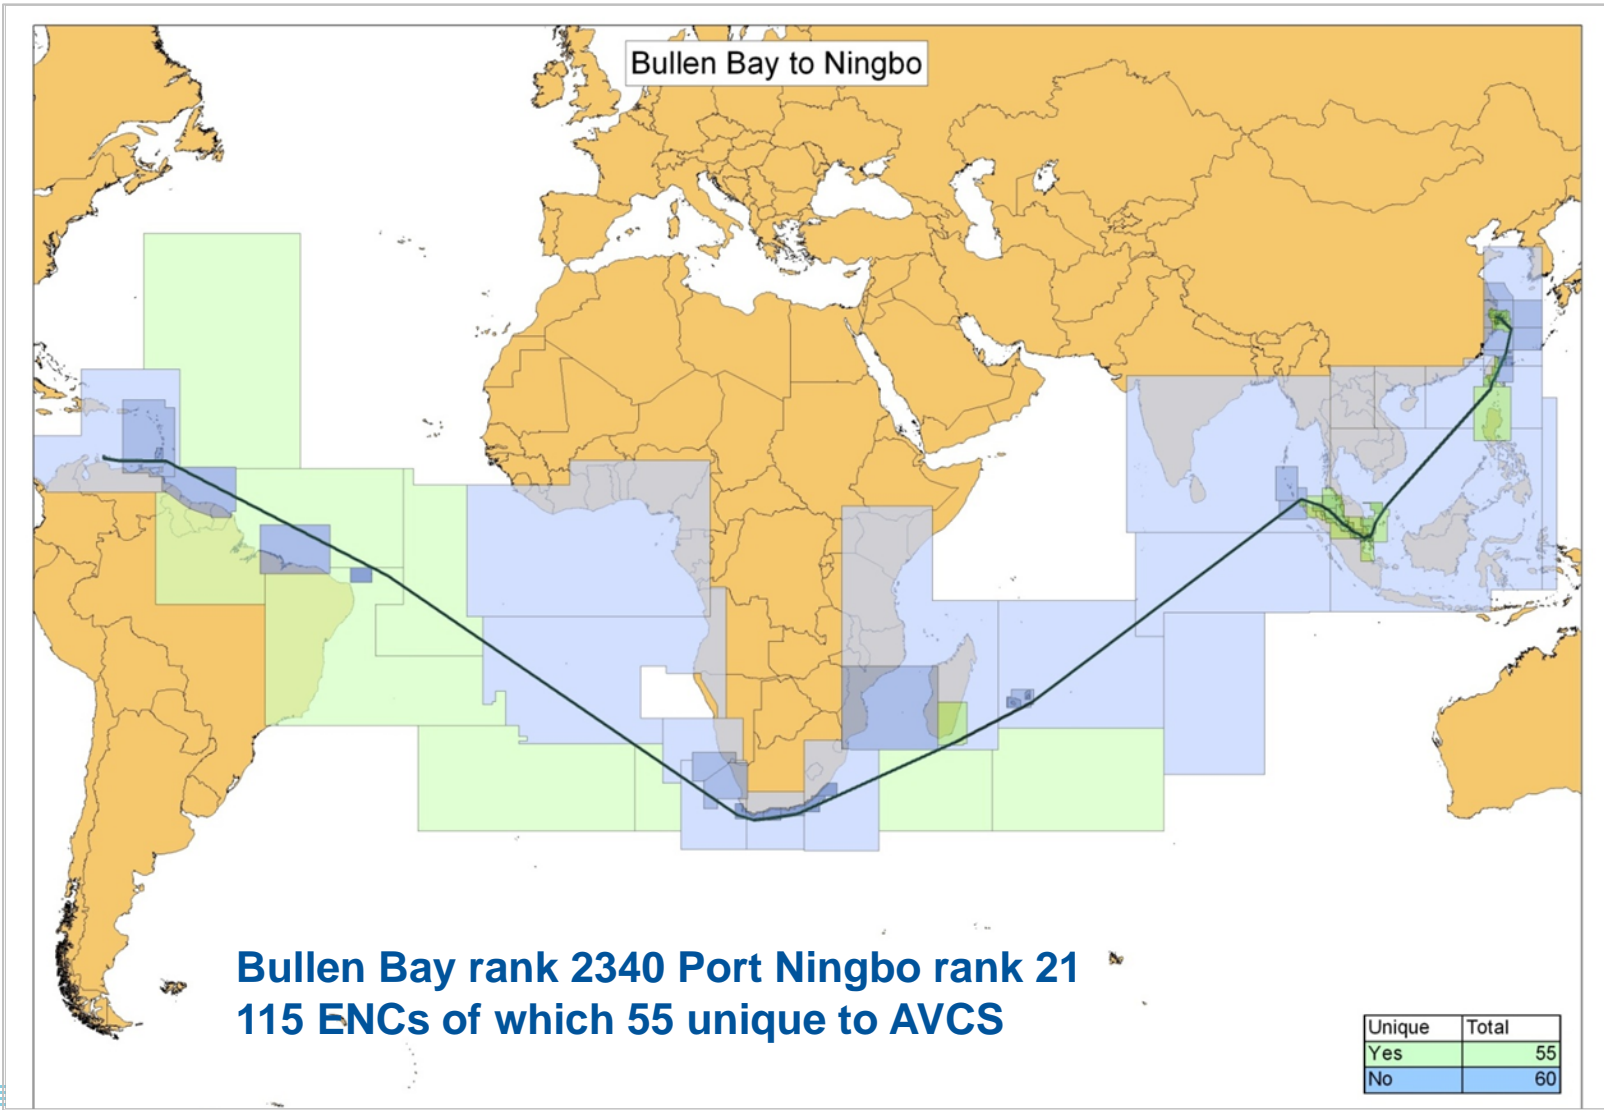 Bullen Bay to Ningbo
Bullen Bay rank 2340 Port Ningbo rank 21
115 ENCs of which 55 unique to AVCS
Unique Total
Yes 55
No 60